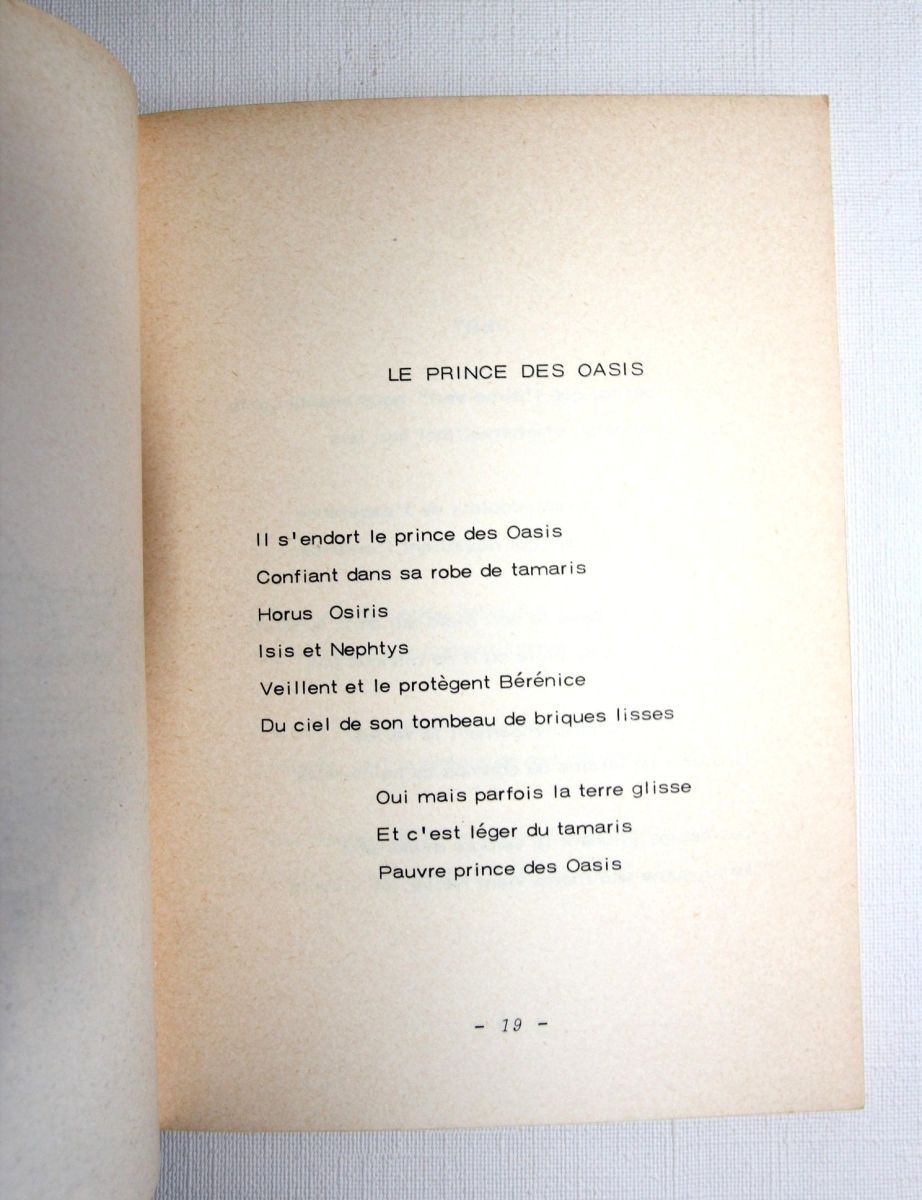 LE PRINCE DES OASIS
Il s'endort le prince des Oasis
Confiant dans sa robe de tamaris
Horus Osiris
Isis et Nephtys
Veillent et le protègent Bérénice
Du ciel de son tombeau de briques lisses
Oui mais parfois la terre glisse
Et c'est léger du tamaris
Pauvre prince des Oasis
- 19 -